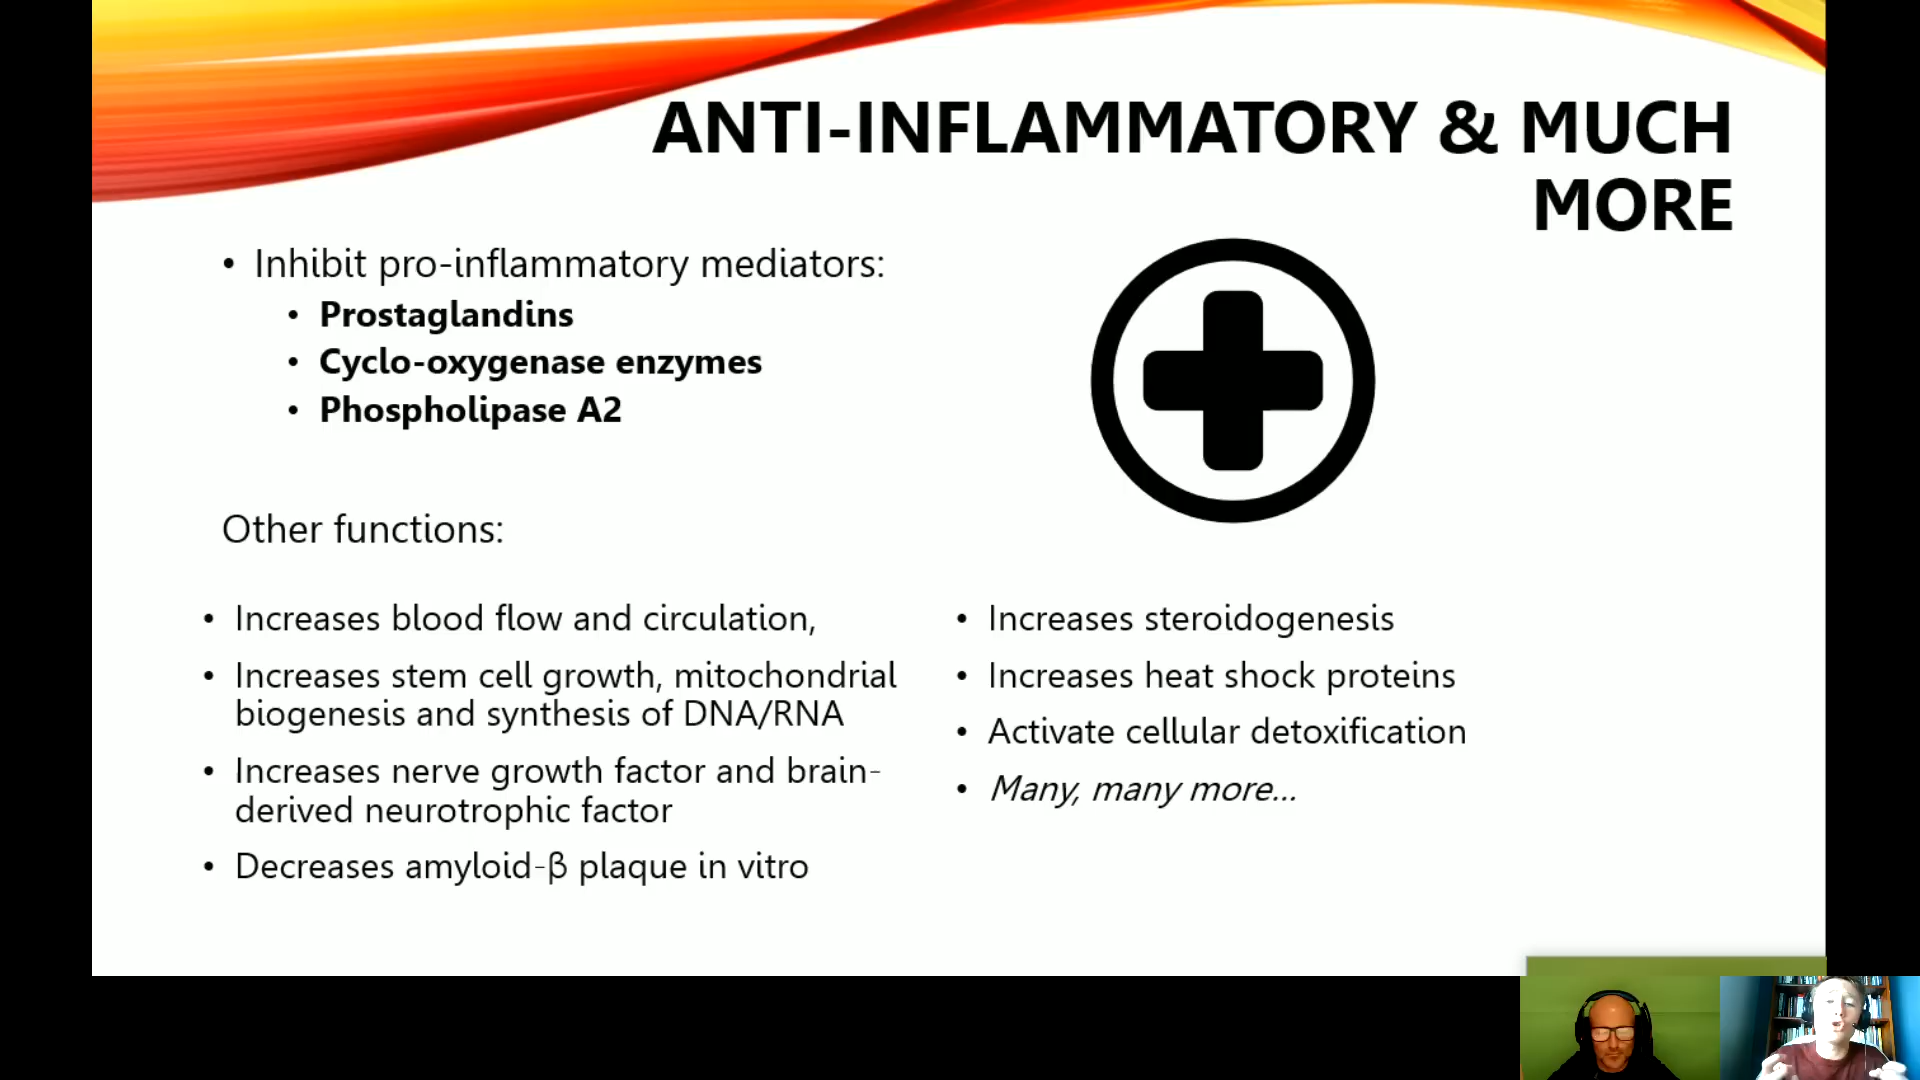 ANTI-INFLAMMATORY & MUCH
MORE
• Inhibit pro-inflammatory mediators:
• Prostaglandins
• Cyclo-oxygenase enzymes
• Phospholipase A2
Other functions:
• Increases blood flow and circulation,
• Increases stem cell growth, mitochondrial
biogenesis and synthesis of DNA/RNA
• Increases nerve growth factor and brain-
derived neurotrophic factor
• Decreases amyloid-β plaque in vitro
• Increases steroidogenesis
• Increases heat shock proteins
• Activate cellular detoxification
• Many, many more...